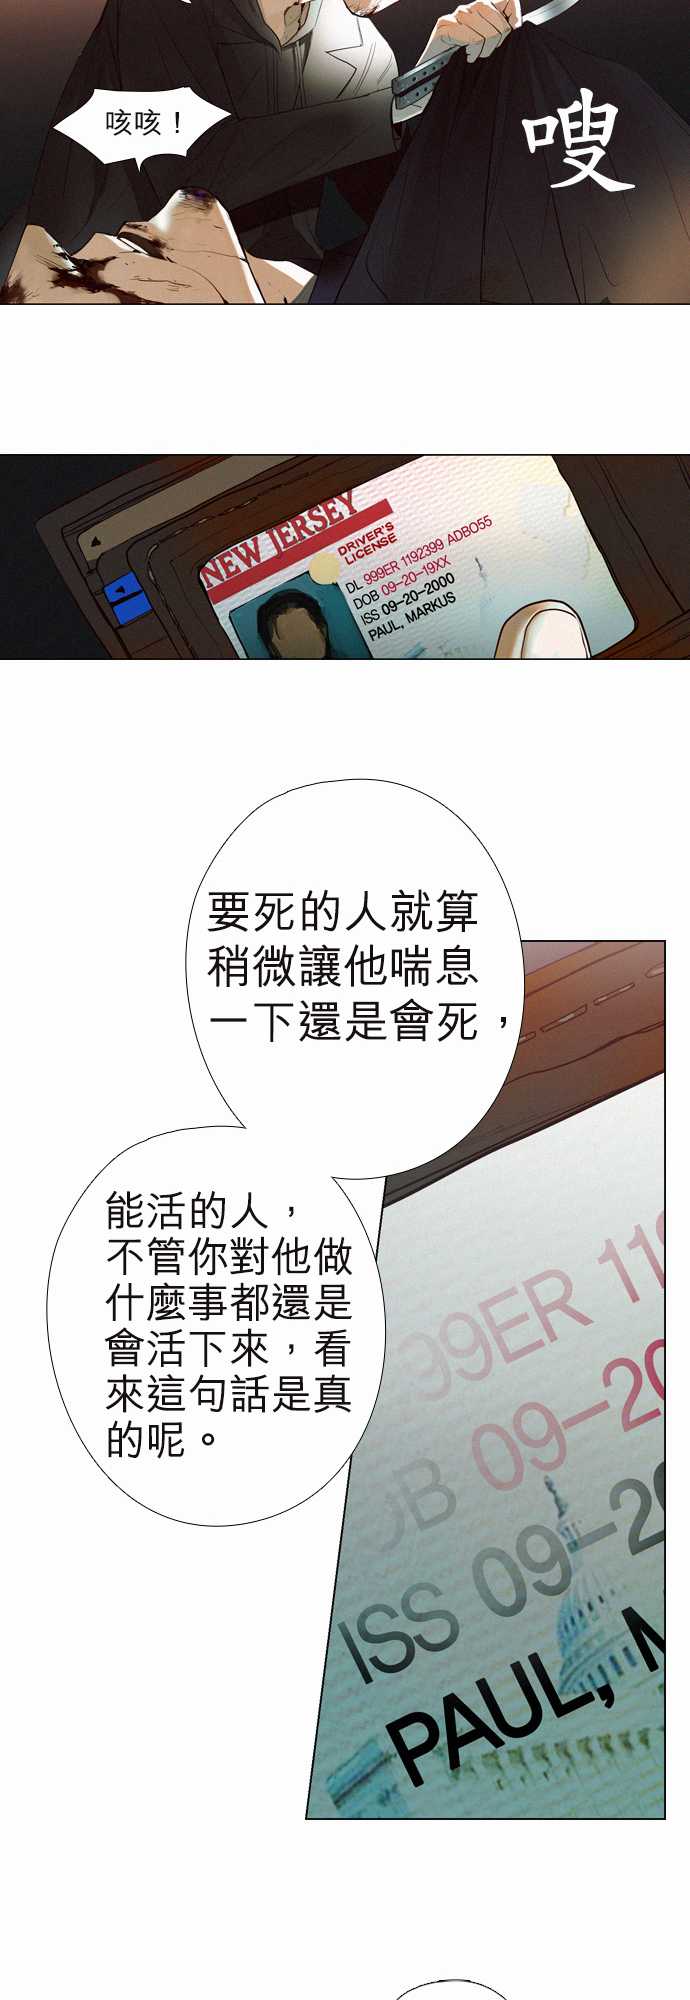 咳咳！
嗖
NEW JERSEY
DRIVER'S
LICENSE
DL 999ER 1192399 ADBO55
DOB 09-20-19XX
ISS 09-20-2000
PAUL, MARKUS
要死的人就算
稍微讓他喘息
一下還是會死，
能活的人，
不管你對他做
什麼事都還是
會活下來，看
來這句話是真
的呢。
999ER 119
DOB 09-20
ISS 09-2
PAUL, M